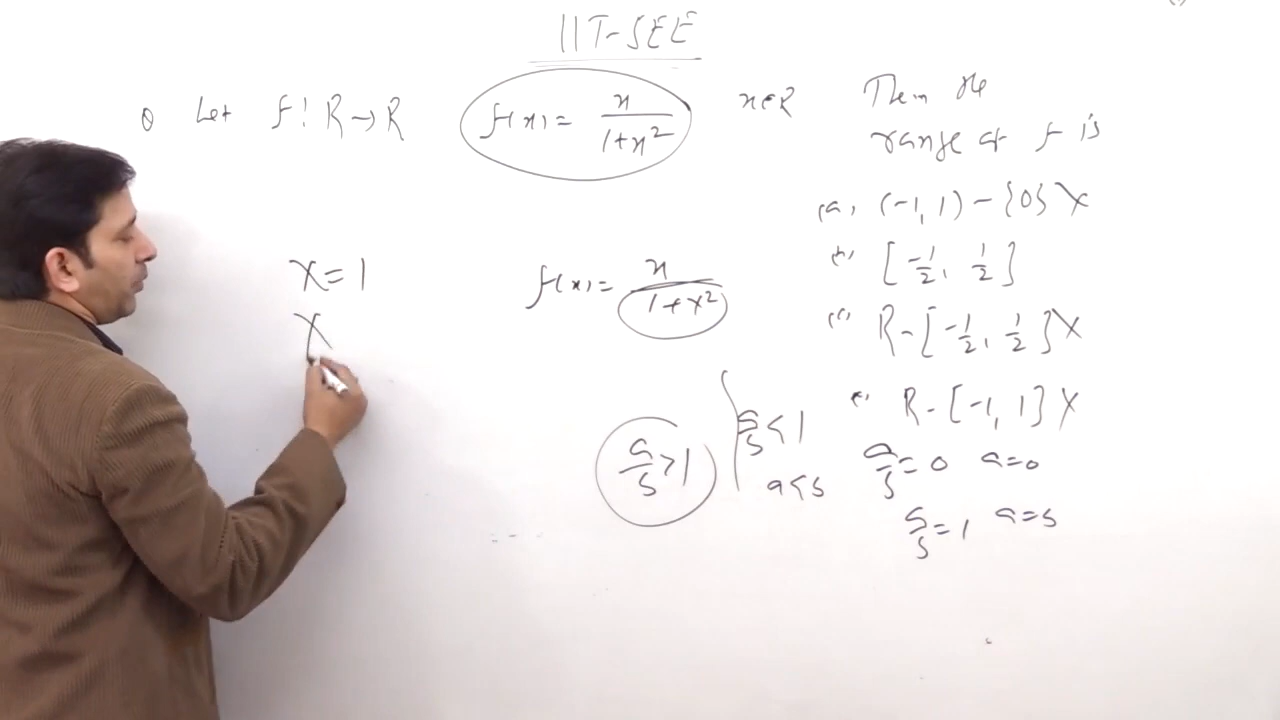 IIT-JEE
Q Let f: R→R f(x) = x/(1+x²) x∈R Then the
range of f is
(a) (-1, 1) - {0} X
(b) [-1/2, 1/2]
(c) R-[-1/2, 1/2] X
R-[-1, 1] X
x=1
X
f(x) = x/(1+x²)
a/b >1
a/b <1
a<b
a/b =0 a=0
a/b =1 a=b